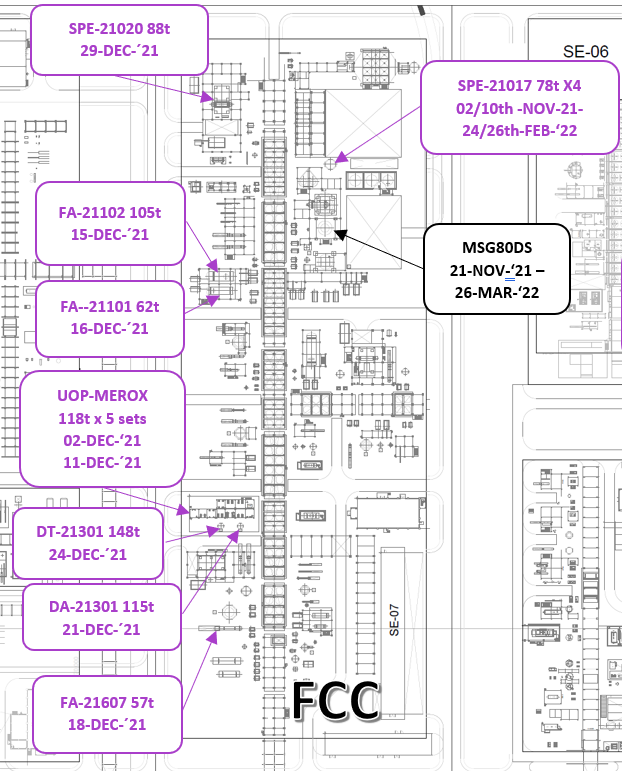 SPE-21020 88t
29-DEC-´21
SE-06
SPE-21017 78t X4
02/10th -NOV-21-
24/26th-FEB-‘22
FA-21102 105t
15-DEC-´21
MSG80DS
21-NOV-‘21 –
26-MAR-‘22
FA--21101 62t
16-DEC-´21
UOP-MEROX
118t x 5 sets
02-DEC-‘21
11-DEC-´21
DT-21301 148t
24-DEC-´21
DA-21301 115t
21-DEC-´21
SE-07
FA-21607 57t
18-DEC-´21
FCC